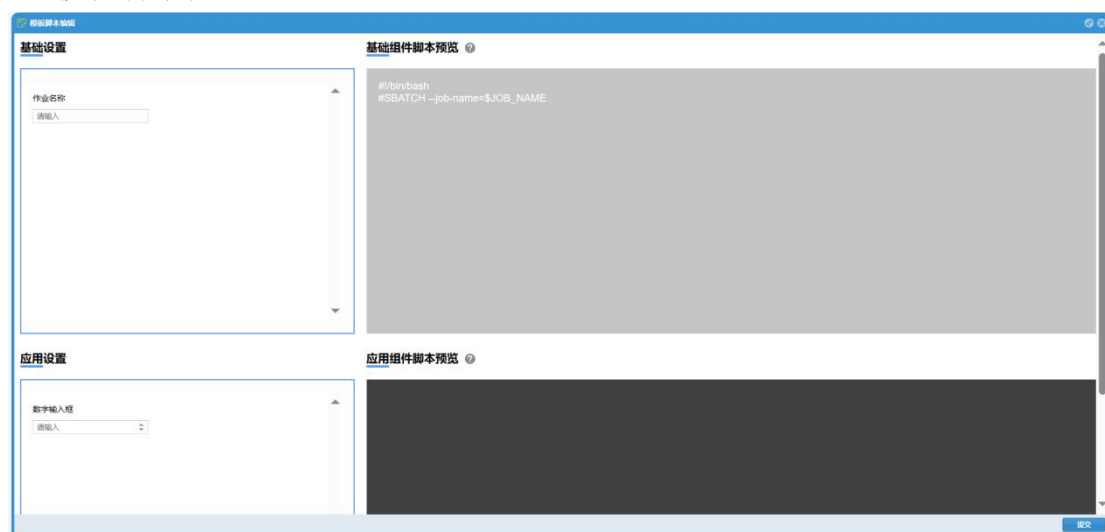 模板脚本编辑
基础设置
基础组件脚本预览
作业名称
请输入
#!/bin/bash
#SBATCH --job-name=$JOB_NAME
应用设置
应用组件脚本预览
数字输入框
请输入
提交